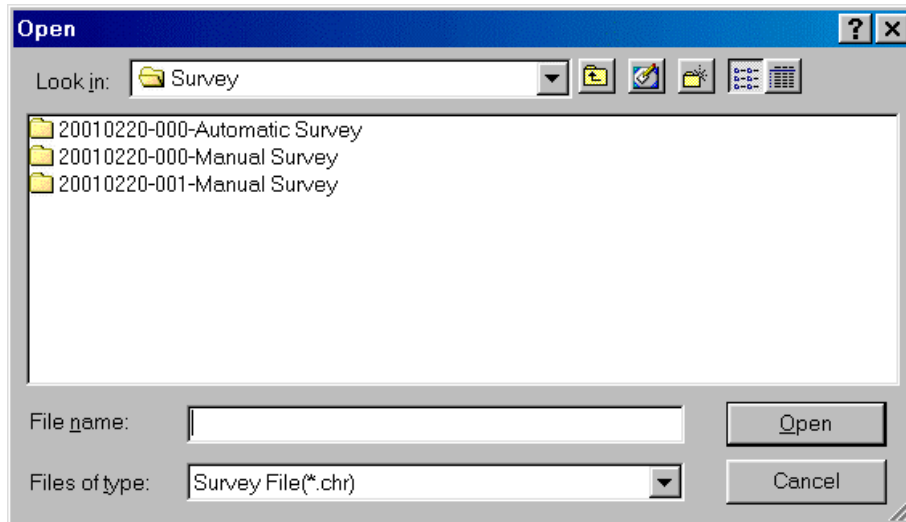 Open
Look in: Survey
20010220-000-Automatic Survey
20010220-000-Manual Survey
20010220-001-Manual Survey
File name:
Open
Files of type: Survey File(*.chr)
Cancel